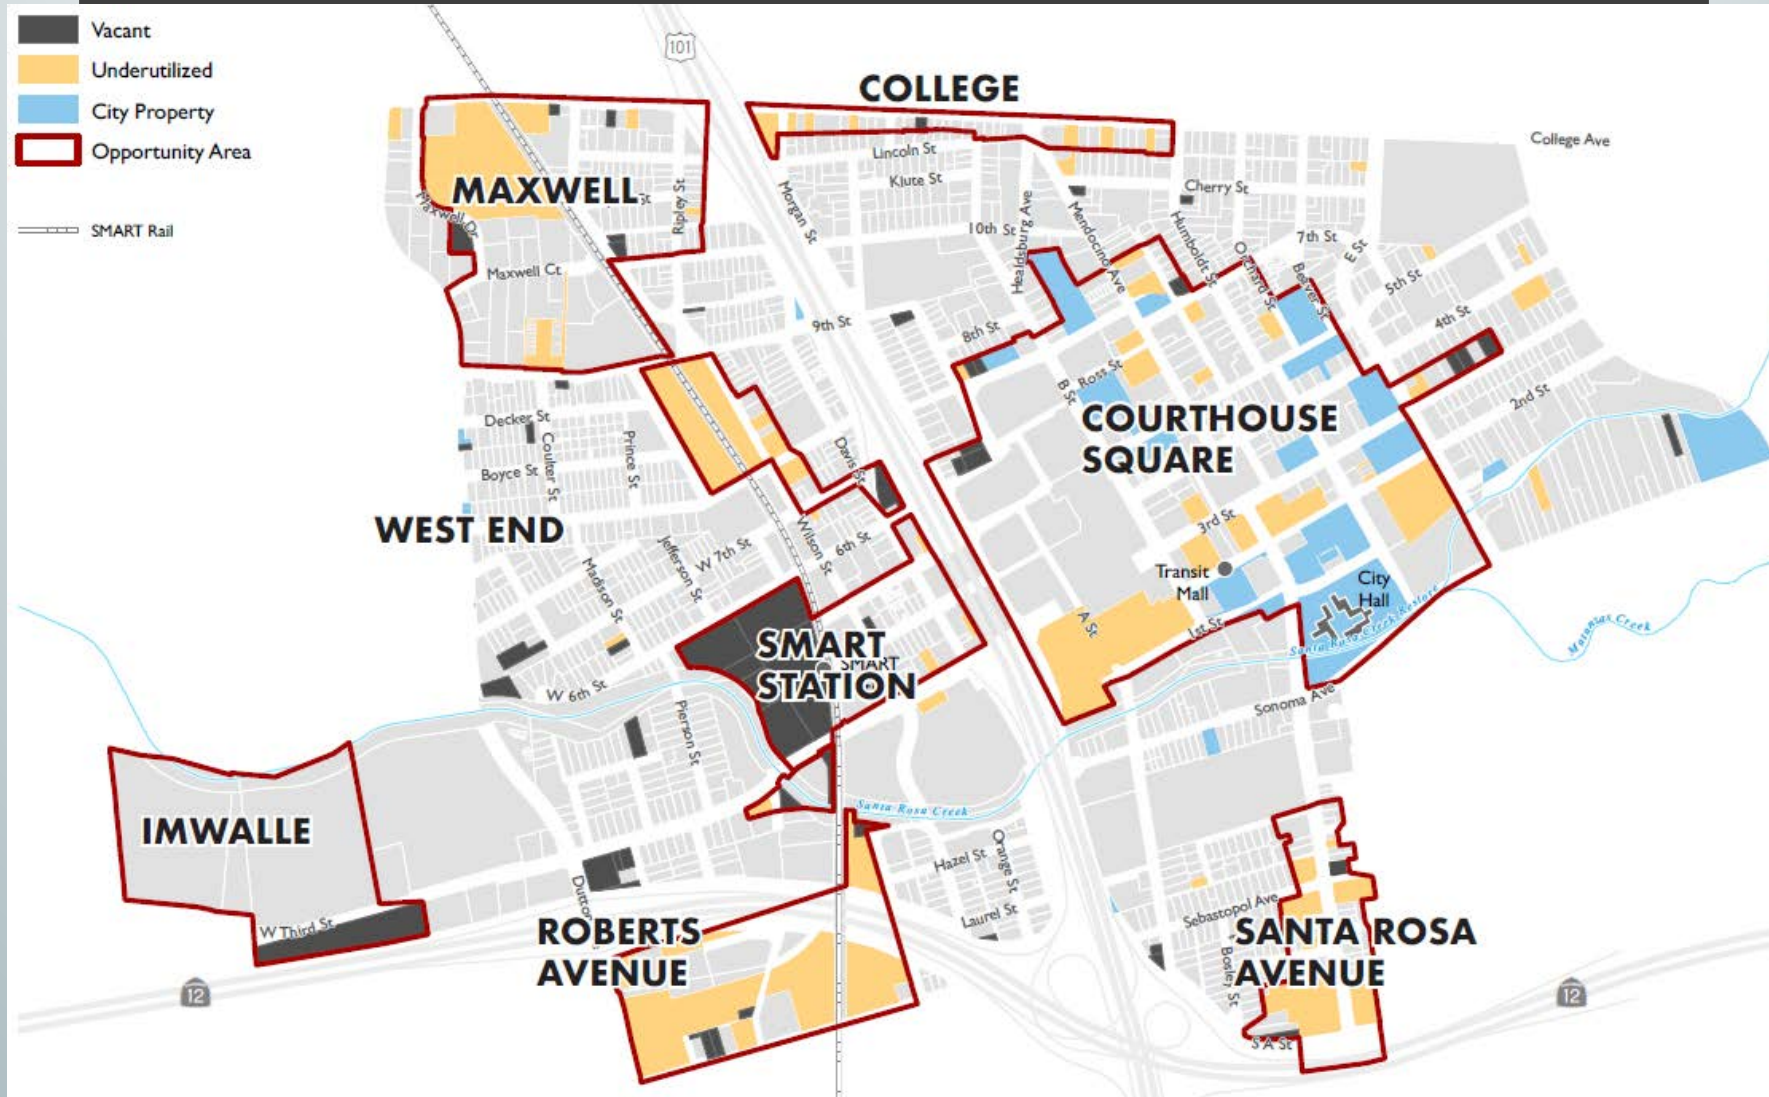 Vacant
Underutilized
City Property
Opportunity Area
SMART Rail
101
COLLEGE
College Ave
Lincoln St
Klute St
Cherry St
MAXWELL
St
Ripley St
Maxwell Dr
Maxwell Ct
Morgan St
10th St
Healdsburg Ave
Mendocino Ave
Humboldt St
Orchard St
Beaver St
7th St
E St
5th St
4th St
2nd St
9th St
8th St
B St
Ross St
COURTHOUSE
SQUARE
Decker St
Coulter St
Prince St
Boyce St
Davis St
WEST END
W 7th St
Wilson St
6th St
Madison St
Jefferson St
3rd St
Transit
Mall
City
Hall
A St
1st St
Santa Rosa Creek
Matanzas Creek
SMART
STATION
SMART
W 6th St
Pierson St
Sonoma Ave
IMWALLE
Santa Rosa Creek
Hazel St
Orange St
Dutton
W Third St
Laurel St
Sebastopol Ave
ROBERTS
AVENUE
SANTA ROSA
AVENUE
Bosley St
S A St
12
12